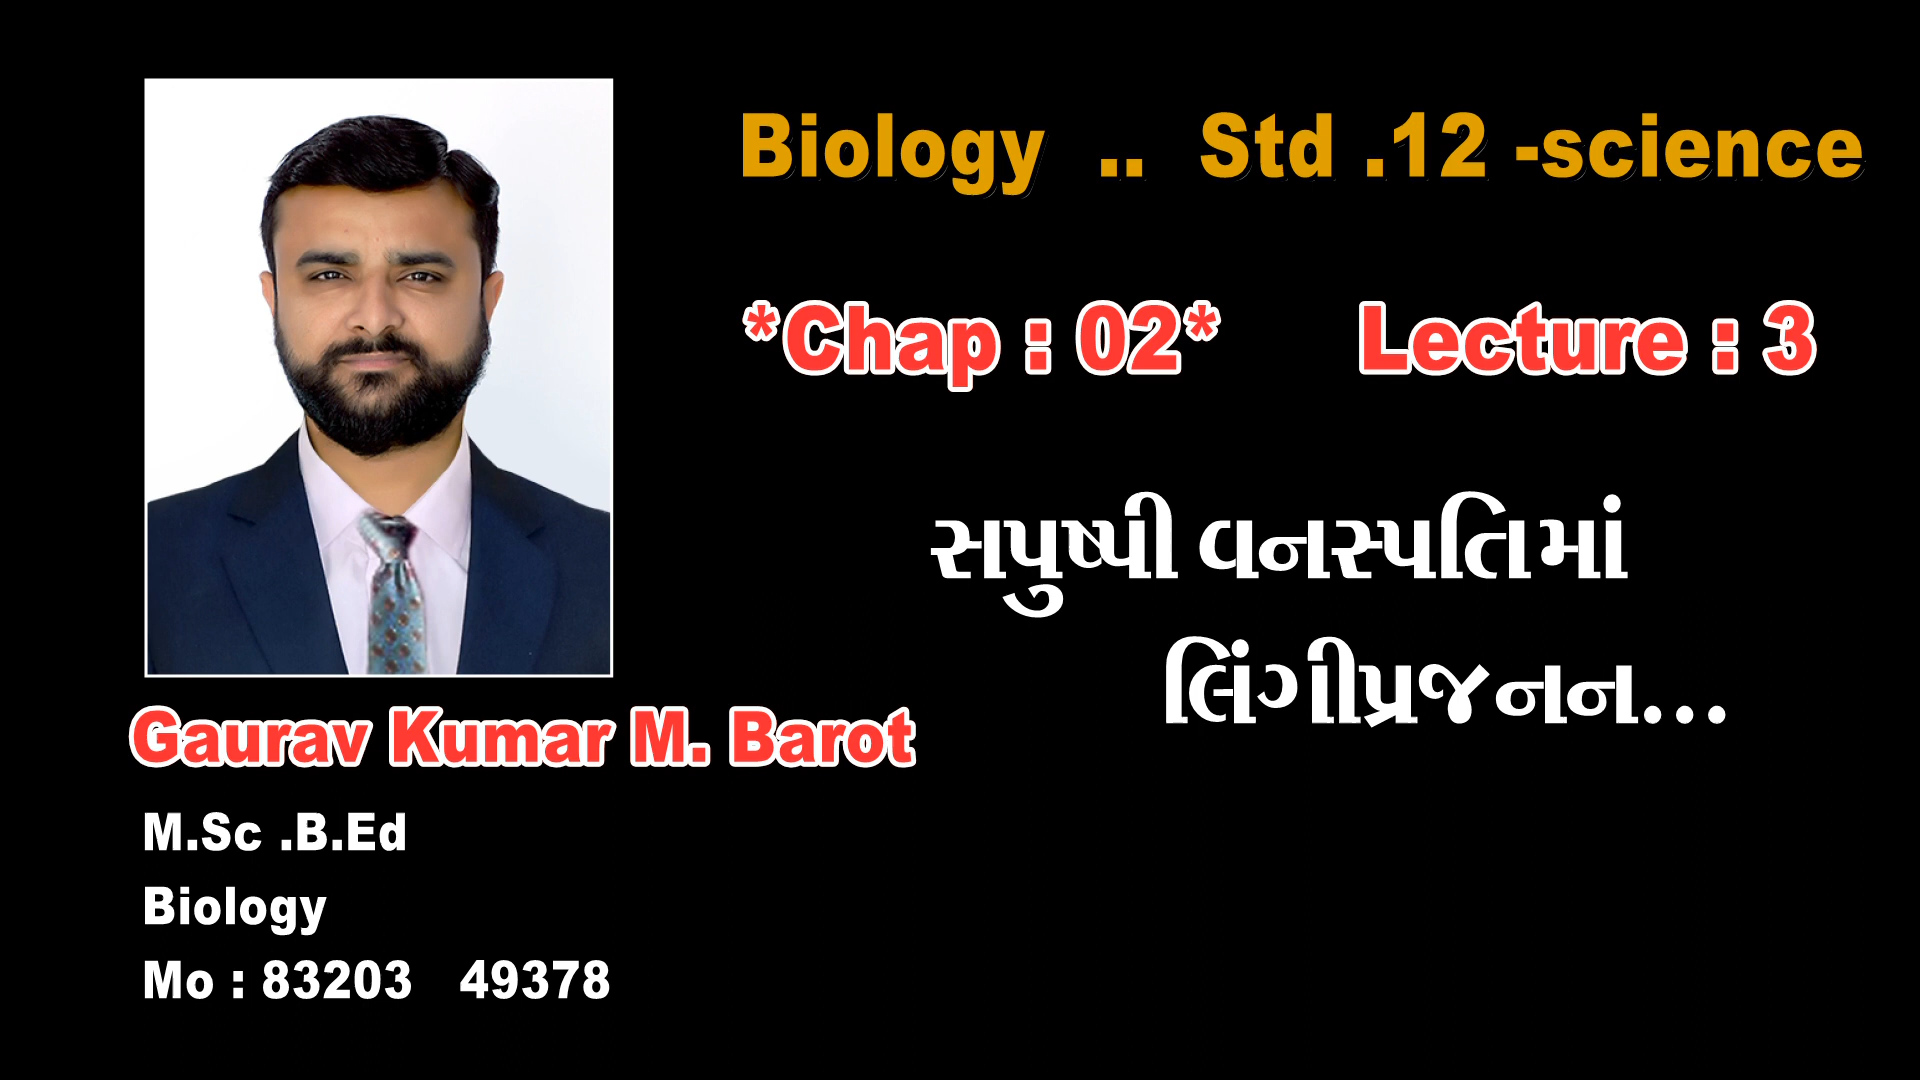 Biology .. Std .12 -science
*Chap : 02* Lecture : 3
સપુષ્પી વનસ્પતિમાં
લિંગીપ્રજનન...
Gaurav Kumar M. Barot
M.Sc .B.Ed
Biology
Mo : 83203 49378